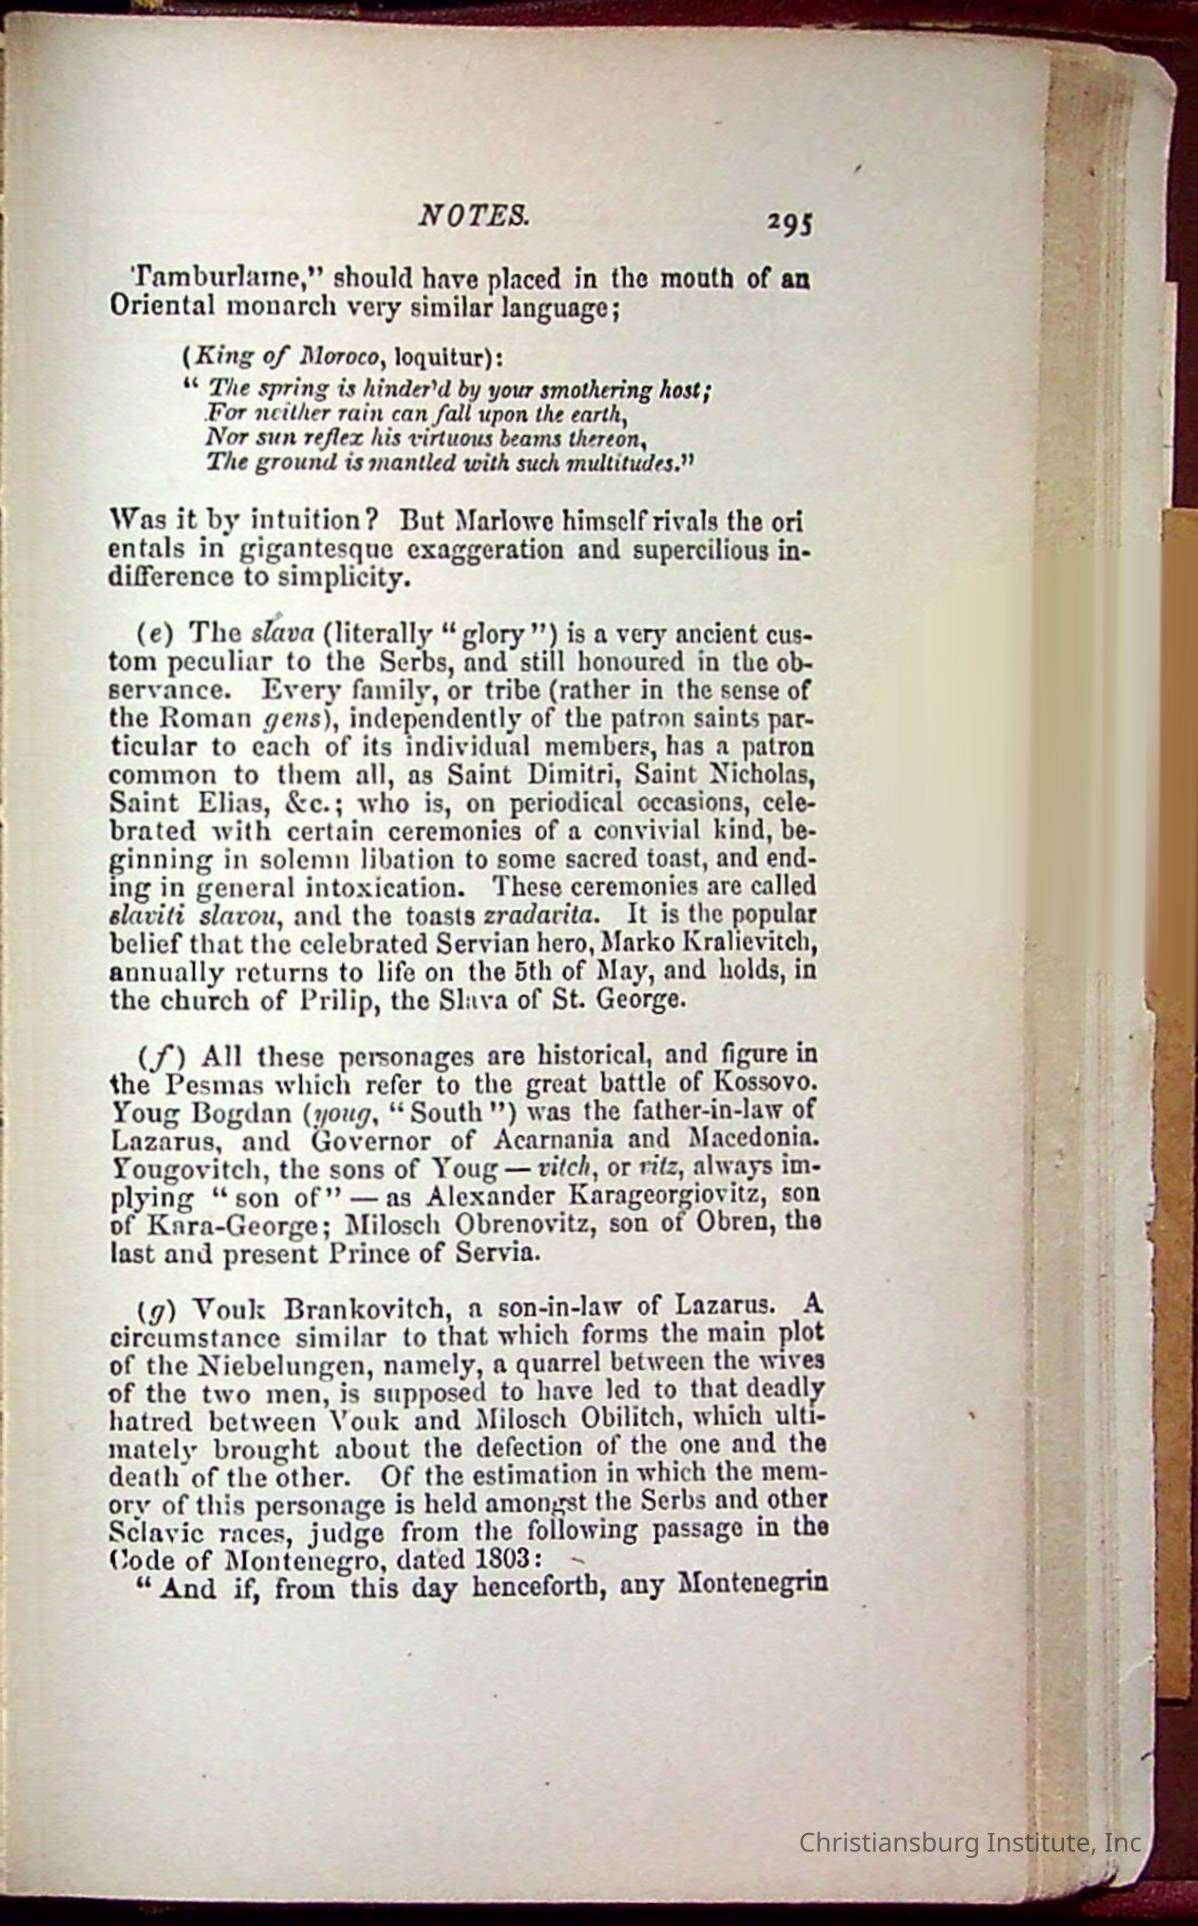 NOTES. 295
Tamburlaine," should have placed in the mouth of an
Oriental monarch very similar language;
(King of Moroco, loquitur):
" The spring is hinder'd by your smothering host;
For neither rain can fall upon the earth,
Nor sun reflex his virtuous beams thereon,
The ground is mantled with such multitudes."
Was it by intuition? But Marlowe himself rivals the ori
entals in gigantesque exaggeration and supercilious in-
difference to simplicity.
(e) The slava (literally "glory") is a very ancient cus-
tom peculiar to the Serbs, and still honoured in the ob-
servance. Every family, or tribe (rather in the sense of
the Roman gens), independently of the patron saints par-
ticular to each of its individual members, has a patron
common to them all, as Saint Dimitri, Saint Nicholas,
Saint Elias, &c.; who is, on periodical occasions, cele-
brated with certain ceremonies of a convivial kind, be-
ginning in solemn libation to some sacred toast, and end-
ing in general intoxication. These ceremonies are called
slaviti slavou, and the toasts zradavita. It is the popular
belief that the celebrated Servian hero, Marko Kralievitch,
annually returns to life on the 5th of May, and holds, in
the church of Prilip, the Slava of St. George.
(f) All these personages are historical, and figure in
the Pesmas which refer to the great battle of Kossovo.
Youg Bogdan (youg, "South") was the father-in-law of
Lazarus, and Governor of Acarnania and Macedonia.
Yougovitch, the sons of Youg — vitch, or vitz, always im-
plying "son of" — as Alexander Karageorgiovitz, son
of Kara-George; Milosch Obrenovitz, son of Obren, the
last and present Prince of Servia.
(g) Vouk Brankovitch, a son-in-law of Lazarus. A
circumstance similar to that which forms the main plot
of the Niebelungen, namely, a quarrel between the wives
of the two men, is supposed to have led to that deadly
hatred between Vouk and Milosch Obilitch, which ulti-
mately brought about the defection of the one and the
death of the other. Of the estimation in which the mem-
ory of this personage is held amongst the Serbs and other
Sclavic races, judge from the following passage in the
Code of Montenegro, dated 1803:
"And if, from this day henceforth, any Montenegrin
Christiansburg Institute, Inc